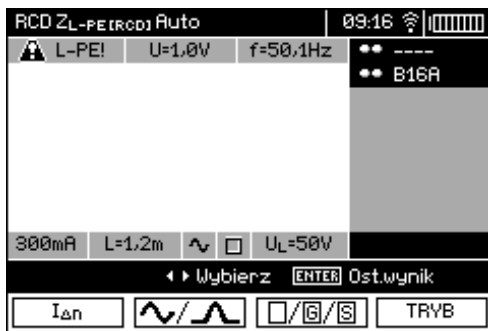 RCD ZL-PE[RCD] Auto 09:16
L-PE! U=1,0V f=50,1Hz ----
B16A
300mA L=1,2m UL=50V
Wybierz ENTER Ost.wynik
I∆n / □/G/S TRYB